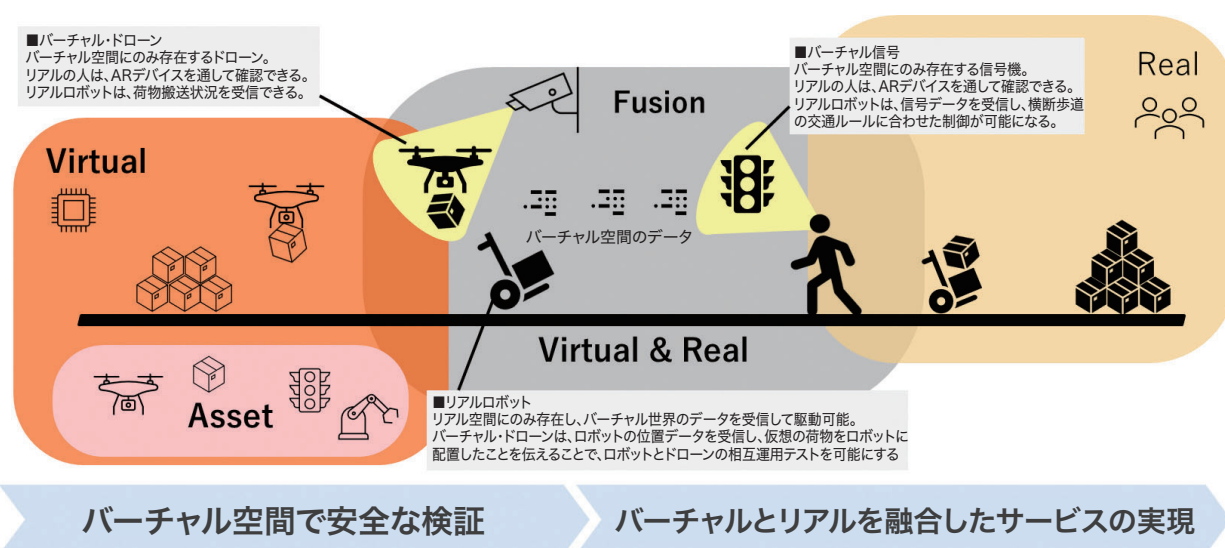 ■バーチャル・ドローン
バーチャル空間にのみ存在するドローン。
リアルの人は、ARデバイスを通して確認できる。
リアルロボットは、荷物搬送状況を受信できる。
■バーチャル信号
バーチャル空間にのみ存在する信号機。
リアルの人は、ARデバイスを通して確認できる。
リアルロボットは、信号データを受信し、横断歩道
の交通ルールに合わせた制御が可能になる。
Real
Fusion
Virtual
バーチャル空間のデータ
Virtual & Real
Asset
■リアルロボット
リアル空間にのみ存在し、バーチャル世界のデータを受信して駆動可能。
バーチャル・ドローンは、ロボットの位置データを受信し、仮想の荷物をロボットに
配置したことを伝えることで、ロボットとドローンの相互運用テストを可能にする
バーチャル空間で安全な検証
バーチャルとリアルを融合したサービスの実現